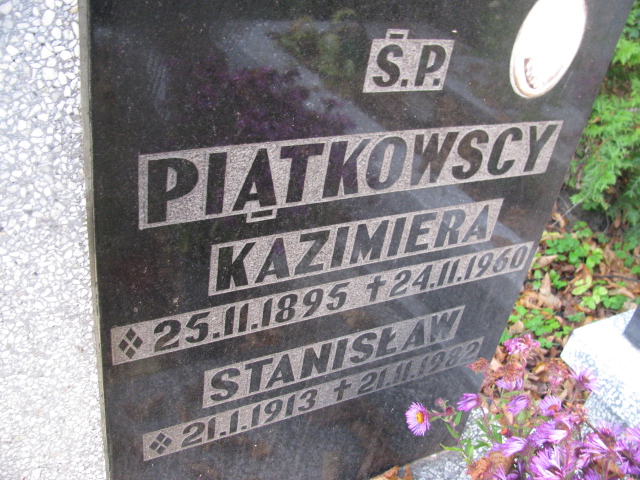 Ś.P.
PIĄTKOWSCY
KAZIMIERA
25.11.1895 †24.11.1960
STANISŁAW
21.1.1913 †21.11.1982